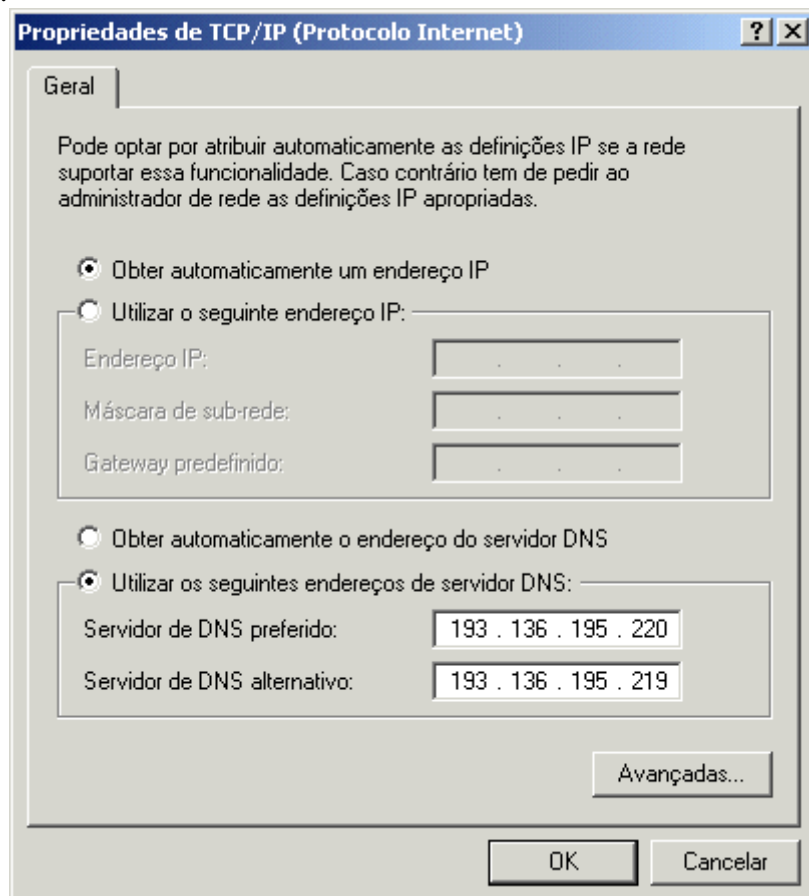 Propriedades de TCP/IP (Protocolo Internet)
Geral
Pode optar por atribuir automaticamente as definições IP se a rede
suportar essa funcionalidade. Caso contrário tem de pedir ao
administrador de rede as definições IP apropriadas.
Obter automaticamente um endereço IP
Utilizar o seguinte endereço IP:
Endereço IP:
Máscara de sub-rede:
Gateway predefinido:
Obter automaticamente o endereço do servidor DNS
Utilizar os seguintes endereços de servidor DNS:
Servidor de DNS preferido: 193 . 136 . 195 . 220
Servidor de DNS alternativo: 193 . 136 . 195 . 219
Avançadas...
OK Cancelar